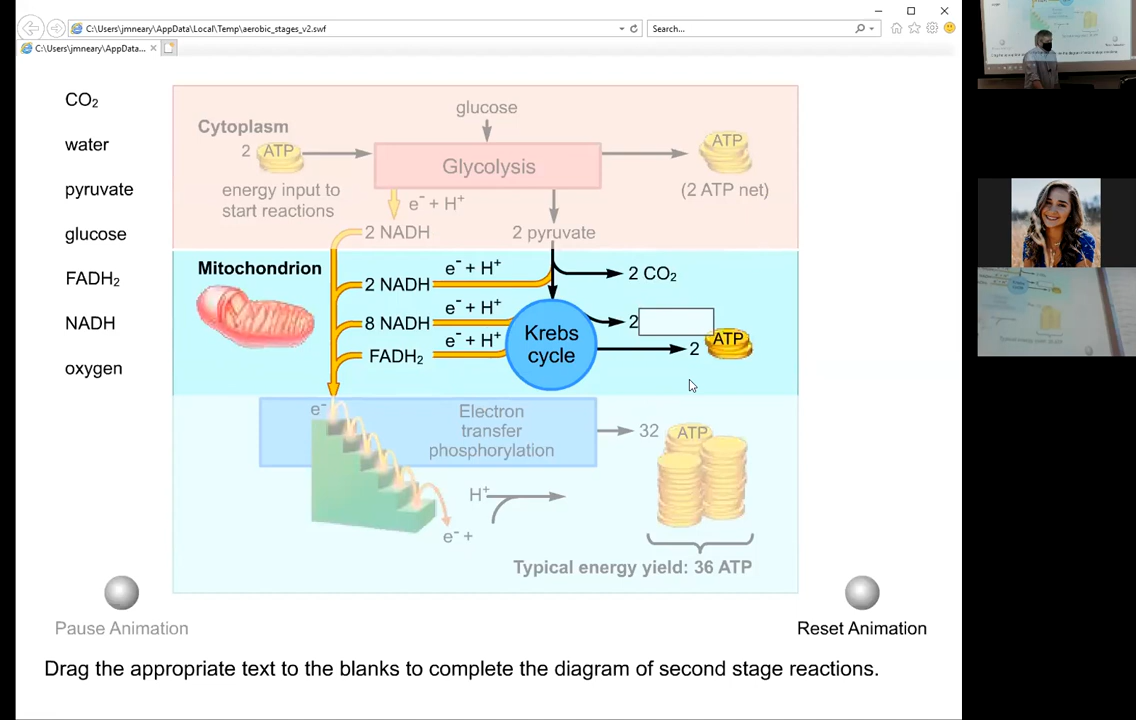 C:\Users\jmneary\AppData\Local\Temp\aerobic_stages_v2.swf
Search...
C:\Users\jmneary\AppData...
CO₂
water
pyruvate
glucose
FADH₂
NADH
oxygen
glucose
Cytoplasm
2 ATP
Glycolysis
ATP
energy input to
start reactions
(2 ATP net)
e⁻ + H⁺
2 NADH
2 pyruvate
Mitochondrion
e⁻ + H⁺
2 CO₂
2 NADH
e⁻ + H⁺
8 NADH
2
Krebs
cycle
e⁻ + H⁺
FADH₂
2 ATP
e⁻
Electron
transfer
phosphorylation
32 ATP
H⁺
e⁻ +
Typical energy yield: 36 ATP
Pause Animation
Reset Animation
Drag the appropriate text to the blanks to complete the diagram of second stage reactions.